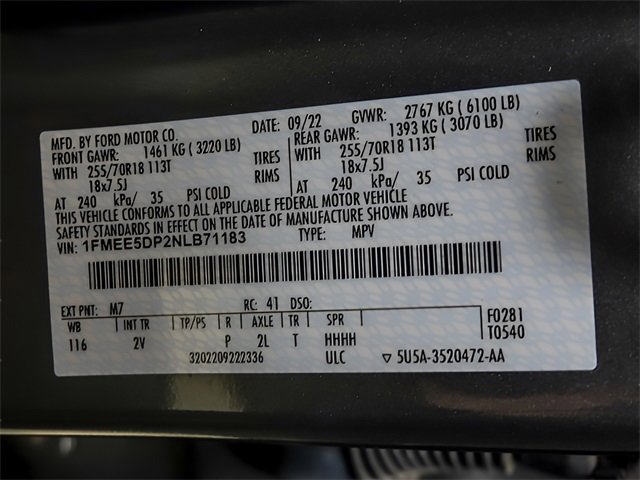 MFD. BY FORD MOTOR CO. DATE: 09/22 GVWR: 2767 KG ( 6100 LB)
FRONT GAWR: 1461 KG ( 3220 LB) REAR GAWR: 1393 KG ( 3070 LB)
WITH 255/70R18 113T TIRES WITH 255/70R18 113T TIRES
18x7.5J RIMS 18x7.5J RIMS
AT 240 kPa/ 35 PSI COLD AT 240 kPa/ 35 PSI COLD
THIS VEHICLE CONFORMS TO ALL APPLICABLE FEDERAL MOTOR VEHICLE
SAFETY STANDARDS IN EFFECT ON THE DATE OF MANUFACTURE SHOWN ABOVE.
VIN: 1FMEE5DP2NLB71183 TYPE: MPV
EXT PNT: M7 RC: 41 DSO:
WB INT TR TP/PS R AXLE TR SPR F0281
116 2V P 2L T HHHH T0540
3202209222336 ULC ▽ 5U5A-3520472-AA